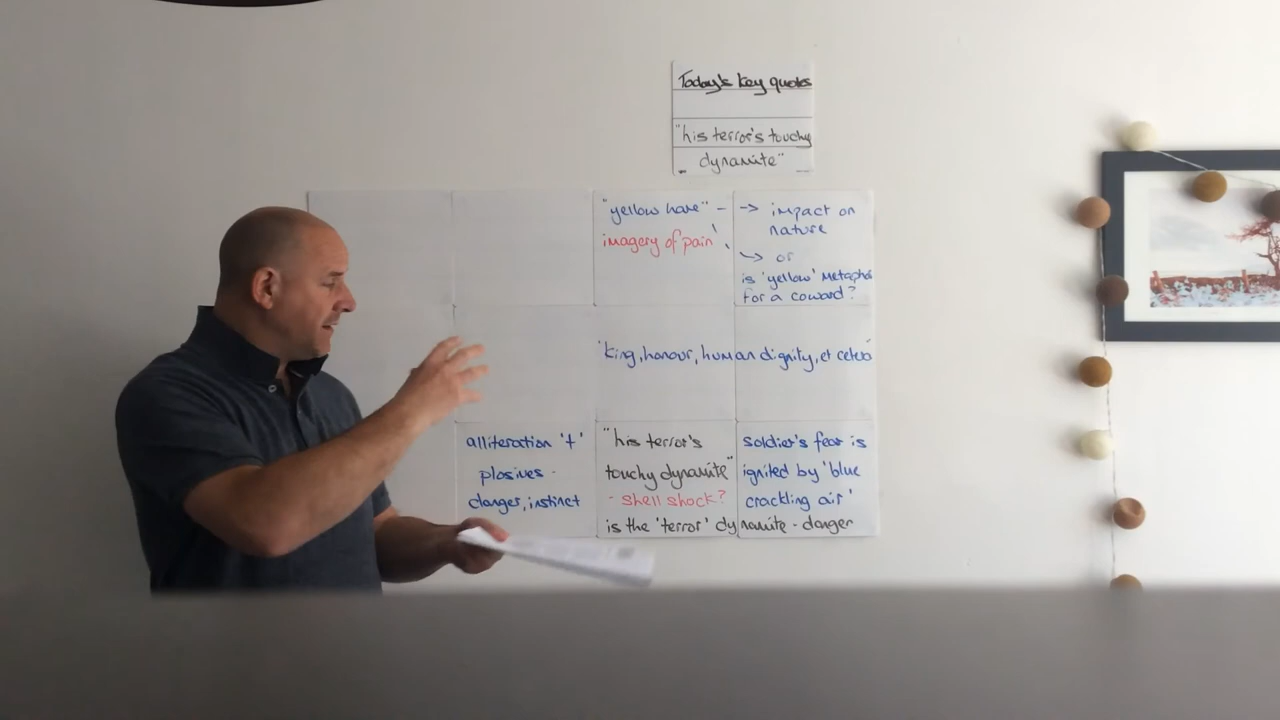 Today's key quotes
"his terror's touchy
dynamite"
"yellow hare" -
imagery of pain
-> impact on
nature
-> or
is 'yellow' metaphor
for a coward?
'king, honour, human dignity, et cetera'
alliteration 't'
plosives -
danger, instinct
"his terror's
touchy dynamite"
- shell shock?
is the 'terror' dynamite - danger
soldier's fear is
ignited by 'blue
crackling air'